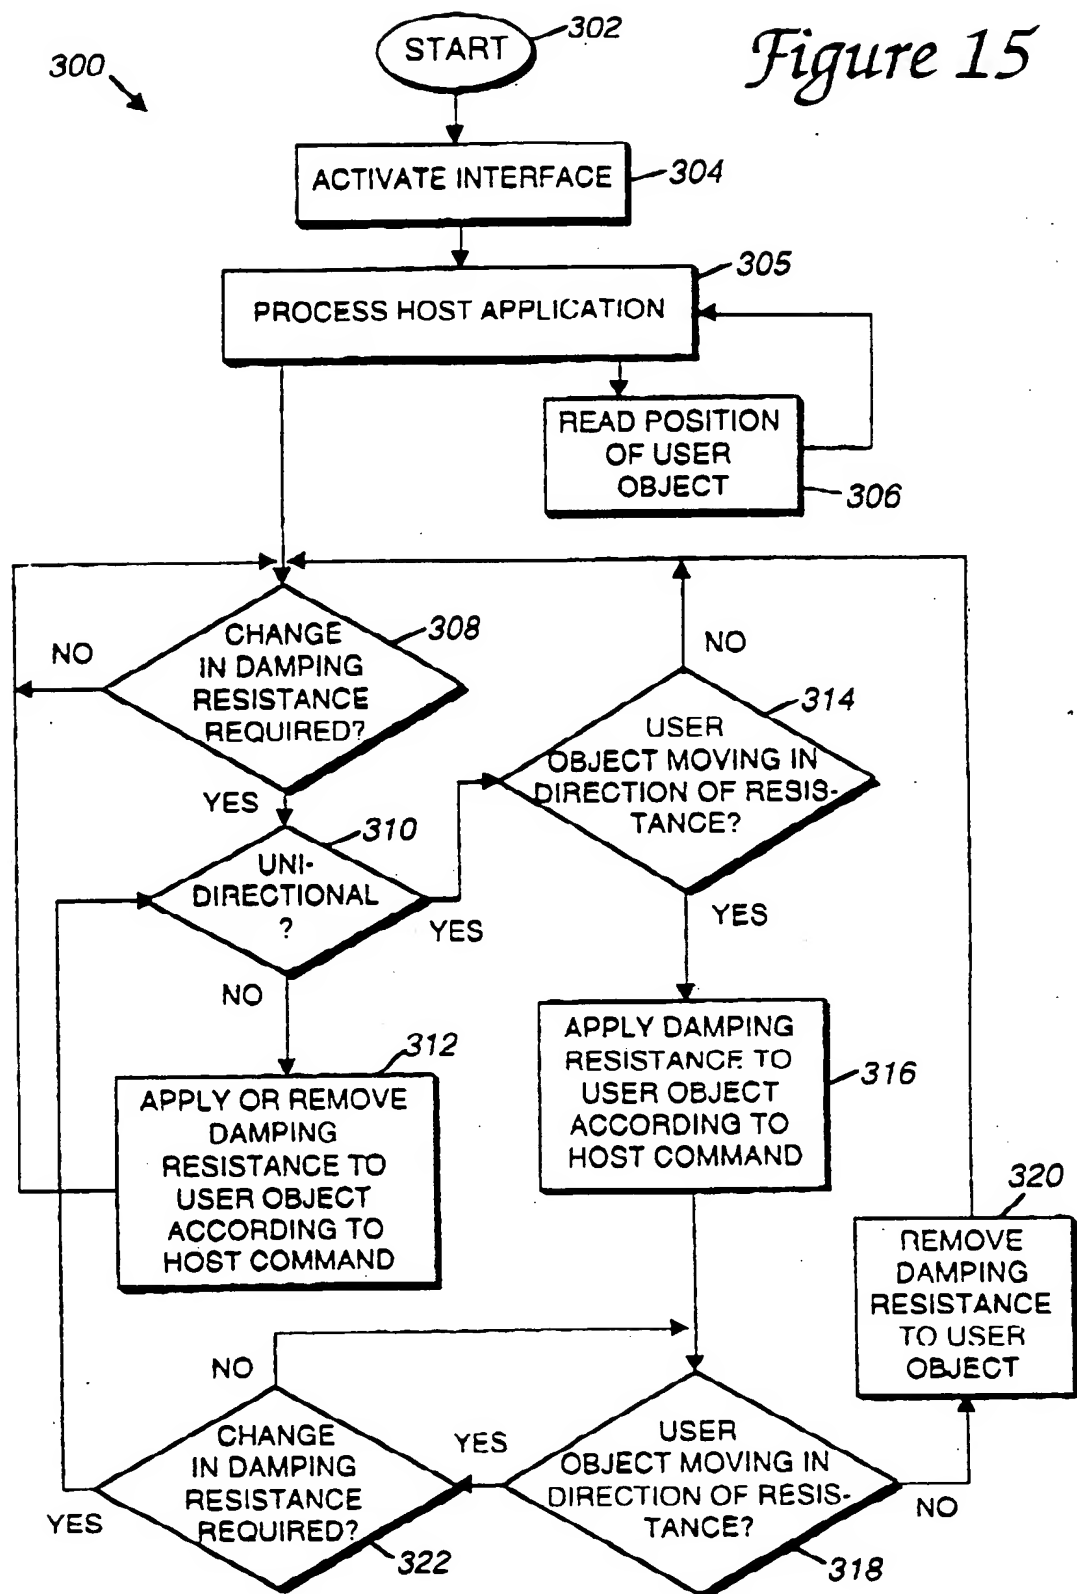 Figure 15
300
START
302
ACTIVATE INTERFACE
304
PROCESS HOST APPLICATION
305
READ POSITION
OF USER
OBJECT
306
CHANGE
IN DAMPING
RESISTANCE
REQUIRED?
308
NO
YES
UNI-
DIRECTIONAL
?
310
YES
NO
USER
OBJECT MOVING IN
DIRECTION OF RESIS-
TANCE?
314
NO
YES
APPLY OR REMOVE
DAMPING
RESISTANCE TO
USER OBJECT
ACCORDING TO
HOST COMMAND
312
APPLY DAMPING
RESISTANCE TO
USER OBJECT
ACCORDING TO
HOST COMMAND
316
REMOVE
DAMPING
RESISTANCE
TO USER
OBJECT
320
CHANGE
IN DAMPING
RESISTANCE
REQUIRED?
322
NO
YES
USER
OBJECT MOVING IN
DIRECTION OF RESIS-
TANCE?
318
YES
NO